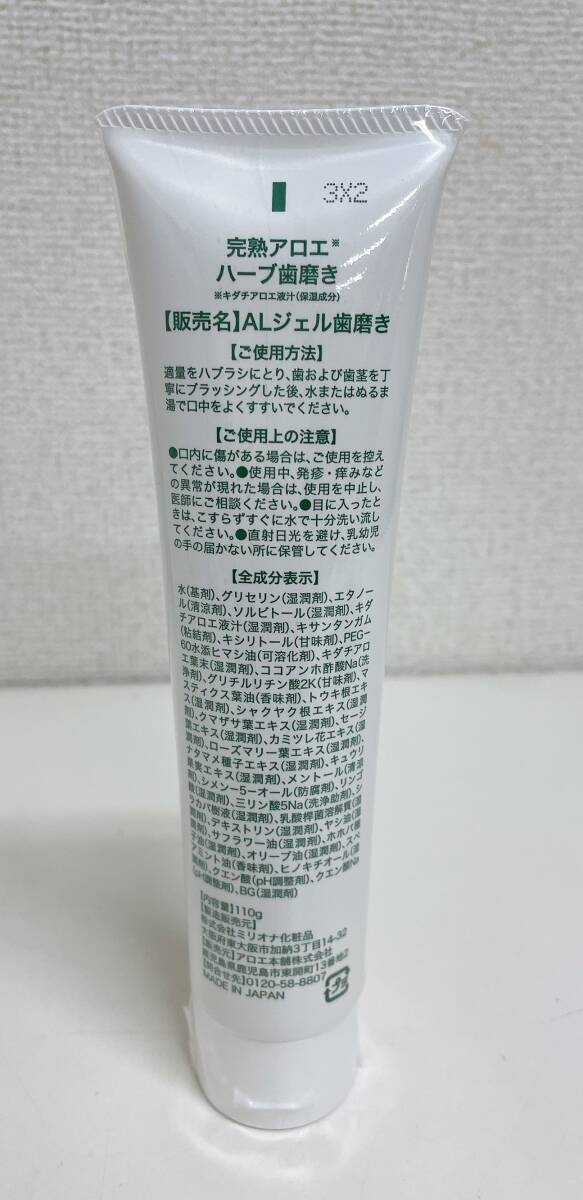 3X2
完熟アロエ※
ハーブ歯磨き
※キダチアロエ液汁(保湿成分)
【販売名】ALジェル歯磨き
【ご使用方法】
適量をハブラシにとり、歯および歯茎を丁
寧にブラッシングした後、水またはぬるま
湯で口中をよくすすいでください。
【ご使用上の注意】
●口内に傷がある場合は、ご使用を控え
てください。●使用中、発疹・痒みなど
の異常が現れた場合は、使用を中止し、
医師にご相談ください。●目に入ったと
きは、こすらずすぐに水で十分洗い流し
てください。●直射日光を避け、乳幼児
の手の届かない所に保管してください。
【全成分表示】
水(基剤)、グリセリン(湿潤剤)、エタノー
ル(清涼剤)、ソルビトール(湿潤剤)、キダ
チアロエ液汁(湿潤剤)、キサンタンガム
(粘結剤)、キシリトール(甘味剤)、PEG-
60水添ヒマシ油(可溶化剤)、キダチアロ
エ葉末(湿潤剤)、ココアンホ酢酸Na(洗
浄剤)、グリチルリチン酸2K(甘味剤)、マ
スティクス葉油(香味剤)、トウキ根エキ
ス(湿潤剤)、シャクヤク根エキス(湿潤
剤)、クマザサ葉エキス(湿潤剤)、セージ
葉エキス(湿潤剤)、カミツレ花エキス(湿
潤剤)、ローズマリー葉エキス(湿潤剤)、
ナタマメ種子エキス(湿潤剤)、キュウリ
果実エキス(湿潤剤)、メントール(清涼
剤)、シメン-5-オール(防腐剤)、リンゴ
酸(湿潤剤)、ミリン酸5Na(洗浄助剤)、シ
ラカバ樹液(湿潤剤)、乳酸桿菌溶解質(湿
潤剤)、デキストリン(湿潤剤)、ヤシ油(湿
潤剤)、サフラワー油(湿潤剤)、ホホバ種
子油(湿潤剤)、オリーブ油(湿潤剤)、スペ
アミント油(香味剤)、ヒノキチオール(湿
潤剤)、クエン酸(pH調整剤)、クエン酸Na
(pH調整剤)、BG(湿潤剤)
【内容量】110g
【製造販売元】
株式会社ミリオナ化粧品
大阪府東大阪市加納3丁目14-32
【販売元】アロエ本舗株式会社
鹿児島県鹿児島市東開町13番地2
【問合せ先】0120-58-8807
MADE IN JAPAN